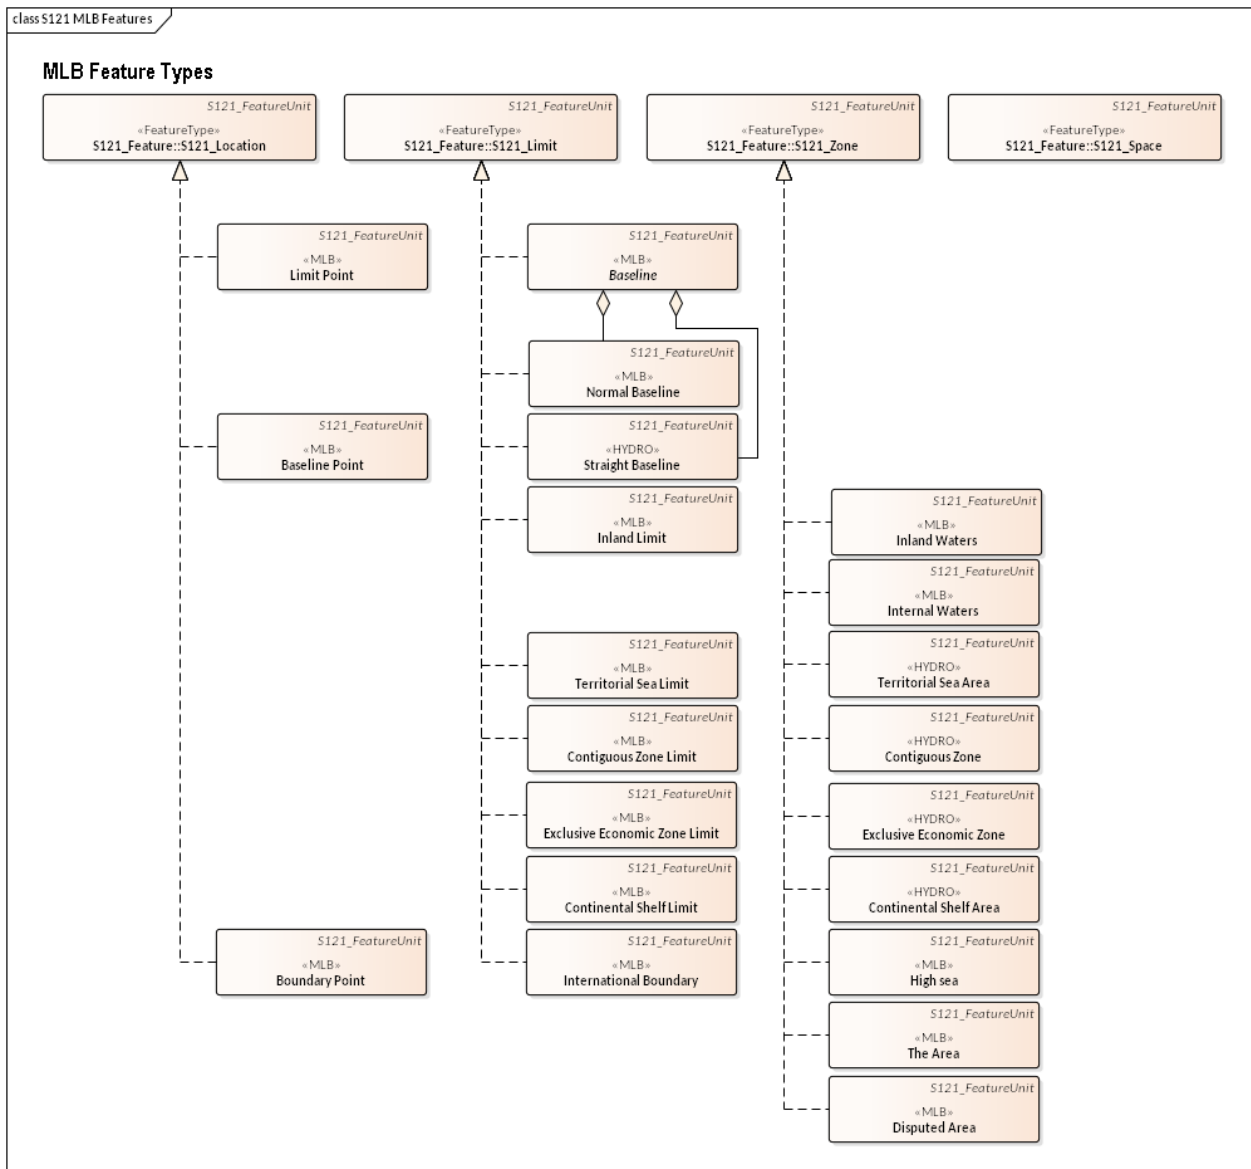 class S121 MLB Features
MLB Feature Types
S121_FeatureUnit
«FeatureType»
S121_Feature::S121_Location
S121_FeatureUnit
«FeatureType»
S121_Feature::S121_Limit
S121_FeatureUnit
«FeatureType»
S121_Feature::S121_Zone
S121_FeatureUnit
«FeatureType»
S121_Feature::S121_Space
S121_FeatureUnit
«MLB»
Limit Point
S121_FeatureUnit
«MLB»
Baseline Point
S121_FeatureUnit
«MLB»
Boundary Point
S121_FeatureUnit
«MLB»
Baseline
S121_FeatureUnit
«MLB»
Normal Baseline
S121_FeatureUnit
«HYDRO»
Straight Baseline
S121_FeatureUnit
«MLB»
Inland Limit
S121_FeatureUnit
«MLB»
Territorial Sea Limit
S121_FeatureUnit
«MLB»
Contiguous Zone Limit
S121_FeatureUnit
«MLB»
Exclusive Economic Zone Limit
S121_FeatureUnit
«MLB»
Continental Shelf Limit
S121_FeatureUnit
«MLB»
International Boundary
S121_FeatureUnit
«MLB»
Inland Waters
S121_FeatureUnit
«MLB»
Internal Waters
S121_FeatureUnit
«HYDRO»
Territorial Sea Area
S121_FeatureUnit
«HYDRO»
Contiguous Zone
S121_FeatureUnit
«HYDRO»
Exclusive Economic Zone
S121_FeatureUnit
«HYDRO»
Continental Shelf Area
S121_FeatureUnit
«MLB»
High sea
S121_FeatureUnit
«MLB»
The Area
S121_FeatureUnit
«MLB»
Disputed Area